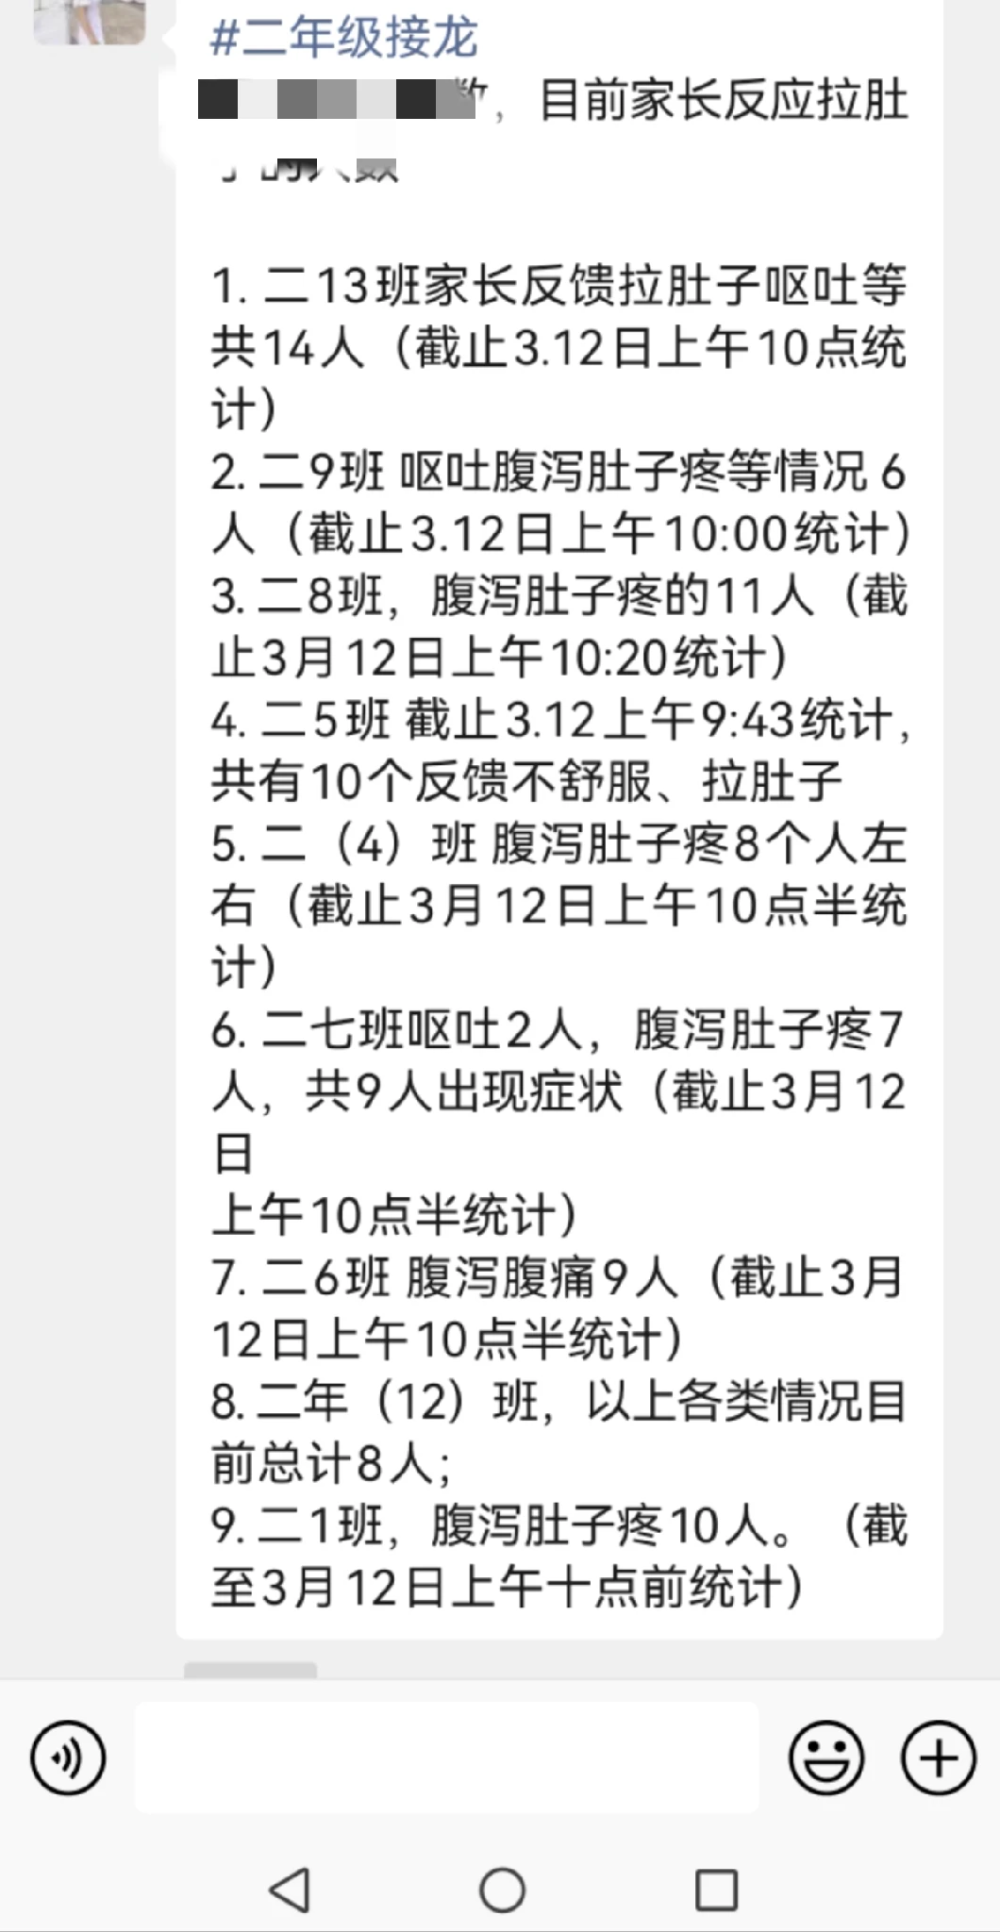 #二年级接龙
，目前家长反应拉肚
1. 二13班家长反馈拉肚子呕吐等
共14人（截止3.12日上午10点统
计）
2. 二9班 呕吐腹泻肚子疼等情况 6
人（截止3.12日上午10:00统计）
3. 二8班，腹泻肚子疼的11人（截
止3月12日上午10:20统计）
4. 二5班 截止3.12上午9:43统计，
共有10个反馈不舒服、拉肚子
5. 二（4）班 腹泻肚子疼8个人左
右（截止3月12日上午10点半统
计）
6. 二七班呕吐2人，腹泻肚子疼7
人，共9人出现症状（截止3月12
日
上午10点半统计）
7. 二6班 腹泻腹痛9人（截止3月
12日上午10点半统计）
8. 二年（12）班，以上各类情况目
前总计8人；
9. 二1班，腹泻肚子疼10人。（截
至3月12日上午十点前统计）